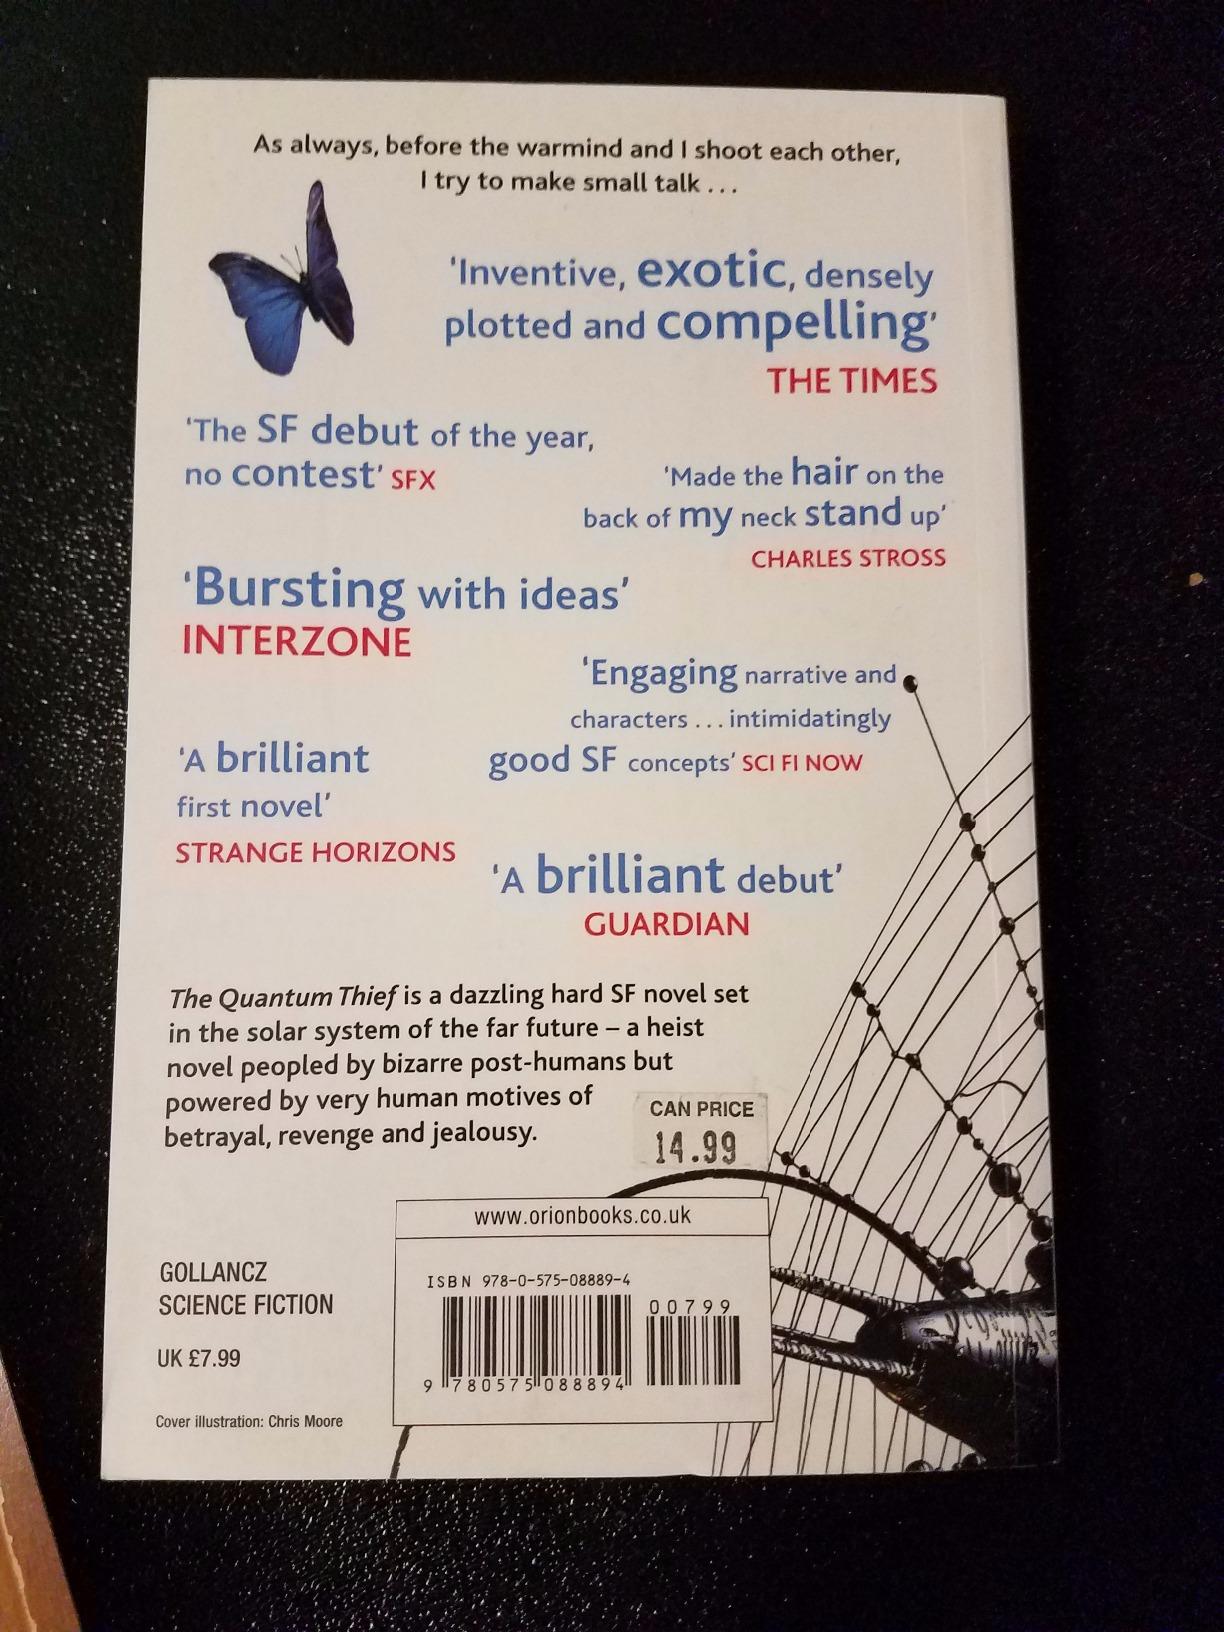 As always, before the warmind and I shoot each other,
I try to make small talk . . .
‘Inventive, exotic, densely
plotted and compelling’
THE TIMES
‘The SF debut of the year,
no contest’ SFX
‘Made the hair on the
back of my neck stand up’
CHARLES STROSS
‘Bursting with ideas’
INTERZONE
‘Engaging narrative and
characters . . . intimidatingly
good SF concepts’ SCI FI NOW
‘A brilliant
first novel’
STRANGE HORIZONS
‘A brilliant debut’
GUARDIAN
The Quantum Thief is a dazzling hard SF novel set
in the solar system of the far future – a heist
novel peopled by bizarre post-humans but
powered by very human motives of
betrayal, revenge and jealousy.
CAN PRICE
14.99
www.orionbooks.co.uk
GOLLANCZ
SCIENCE FICTION
UK £7.99
Cover illustration: Chris Moore
ISBN 978-0-575-08889-4
00799
9 780575 088894